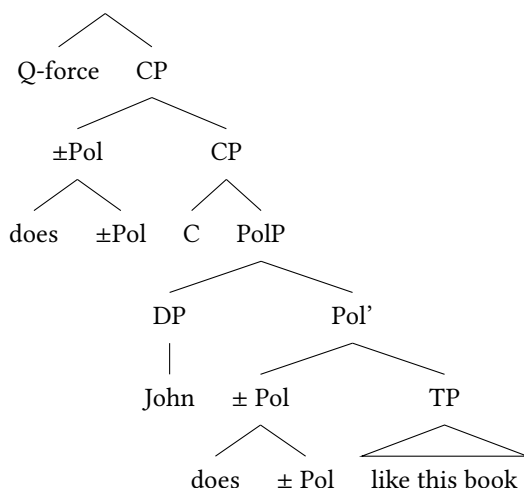 Q-force CP
±Pol CP
does ±Pol C PolP
DP Pol’
John ± Pol TP
does ± Pol like this book